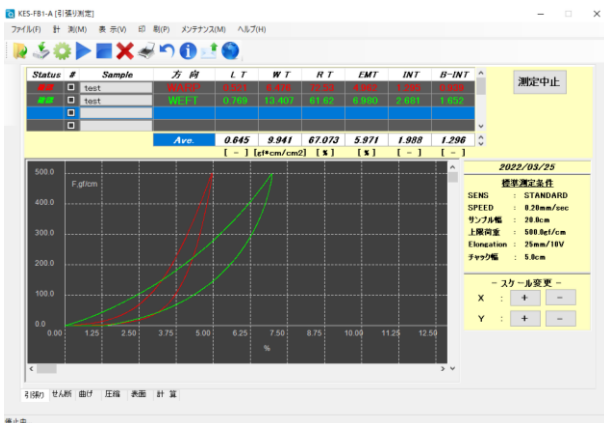 KES-FB1-A [引張り測定]
ファイル(F) 計 測(M) 表 示(V) 印 刷(P) メンテナンス(M) ヘルプ(H)
Status # Sample 方 向 L T W T R T EMT INT B-INT
test WARP
test WEFT 0.769 13.407 61.62 6.980 2.681 1.652
Ave. 0.645 9.941 67.073 5.971 1.988 1.296
[ - ] [gf*cm/cm2] [ % ] [ % ] [ - ] [ - ]
測定中止
500.0
F,gf/cm
400.0
300.0
200.0
100.0
0.0
0.00 1.25 2.50 3.75 5.00 6.25 7.50 8.75 10.00 11.25 12.50
%
2022/03/25
標準測定条件
SENS : STANDARD
SPEED : 0.20mm/sec
サンプル幅 : 20.0cm
上限荷重 : 500.0gf/cm
Elongation : 25mm/10V
チャック幅 : 5.0cm
- スケール変更 -
X : + -
Y : + -
引張り せん断 曲げ 圧縮 表面 計 算